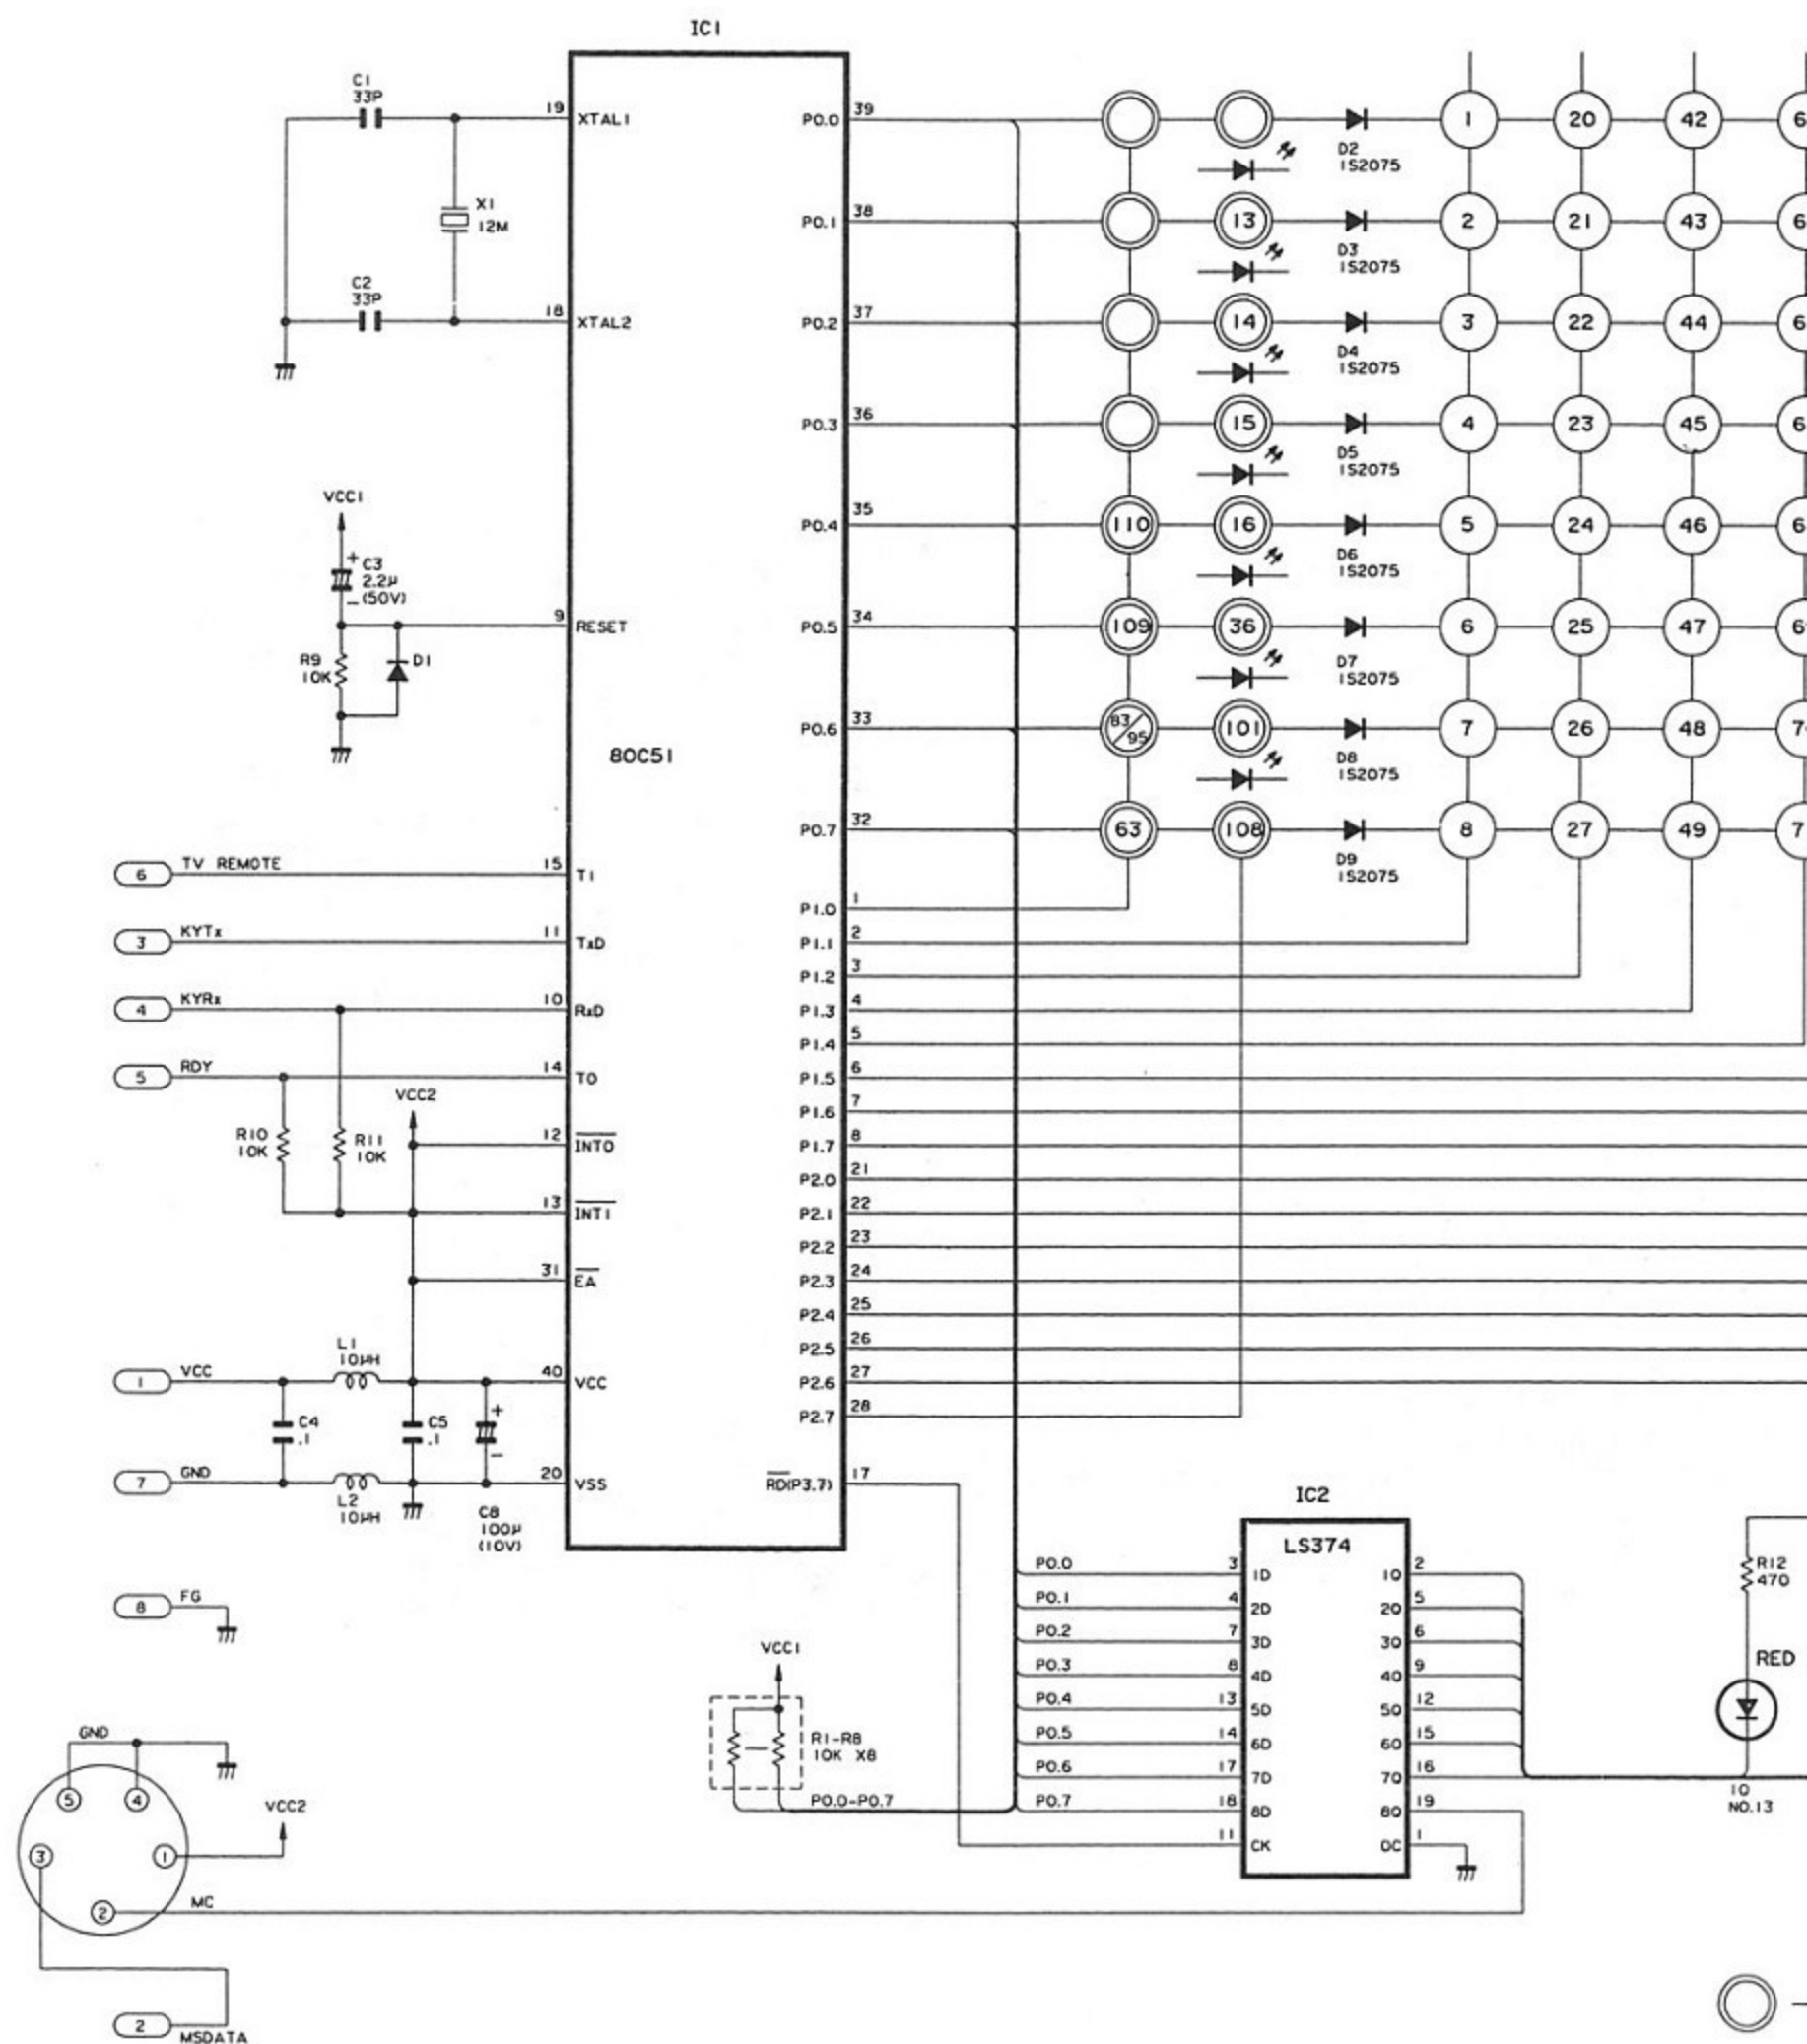 IC1
C1
33P
19
XTAL1
X1
12M
C2
33P
18
XTAL2
VCC1
+
C3
2.2μ
(50V)
−
9
RESET
R9
10K
D1
80C51
6
TV REMOTE
15
T1
3
KYTx
11
TxD
4
KYRx
10
RxD
5
RDY
14
T0
VCC2
R10
10K
R11
10K
12
INT0
13
INT1
31
EA
L1
10μH
1
VCC
40
VCC
C4
.1
C5
.1
+
−
7
GND
20
VSS
L2
10μH
C8
100μ
(10V)
8
FG
P0.0
39
P0.1
38
P0.2
37
P0.3
36
P0.4
35
P0.5
34
P0.6
33
P0.7
32
P1.0
1
P1.1
2
P1.2
3
P1.3
4
P1.4
5
P1.5
6
P1.6
7
P1.7
8
P2.0
21
P2.1
22
P2.2
23
P2.3
24
P2.4
25
P2.5
26
P2.6
27
P2.7
28
RD(P3.7)
17
1 20 42 6
D2
1S2075
13 2 21 43 6
D3
1S2075
14 3 22 44 6
D4
1S2075
15 4 23 45 6
D5
1S2075
110 16 5 24 46 6
D6
1S2075
109 36 6 25 47 6
D7
1S2075
83/95 101 7 26 48 7
D8
1S2075
63 108 8 27 49 7
D9
1S2075
IC2
LS374
P0.0 3 1D 1Q 2
P0.1 4 2D 2Q 5
P0.2 7 3D 3Q 6
P0.3 8 4D 4Q 9
P0.4 13 5D 5Q 12
P0.5 14 6D 6Q 15
P0.6 17 7D 7Q 16
P0.7 18 8D 8Q 19
11 CK OC 1
R12
470
RED
1Q
NO.13
VCC1
R1-R8
10K X8
P0.0-P0.7
GND
5
4
VCC2
3
1
2
MC
2
MSDATA